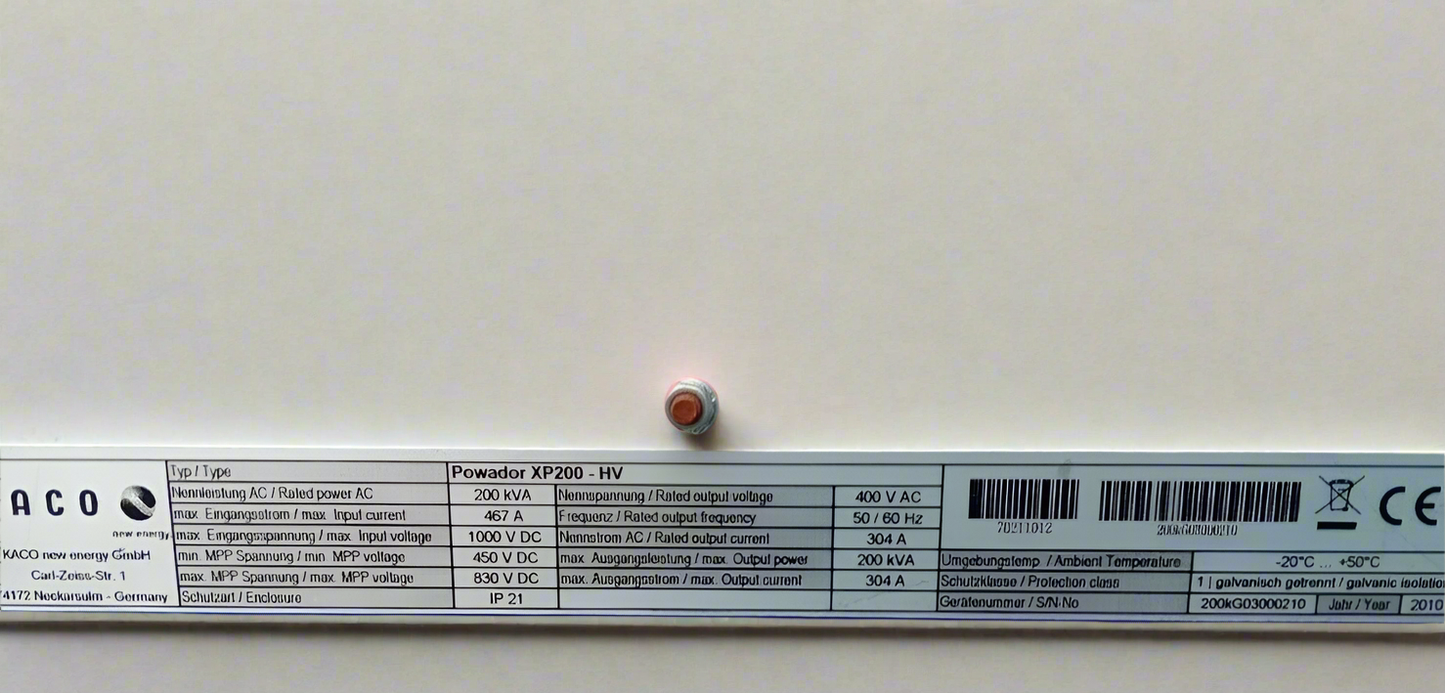 ACO
new energy.
KACO new energy GmbH
Carl-Zeiss-Str. 1
4172 Neckarsulm - Germany
Typ / Type Powador XP200 - HV
Nennleistung AC / Rated power AC 200 kVA Nennspannung / Rated output voltage 400 V AC
max. Eingangsstrom / max. Input current 467 A Frequenz / Rated output frequency 50 / 60 Hz
max. Eingangsspannung / max. Input voltage 1000 V DC Nennstrom AC / Rated output current 304 A
min. MPP Spannung / min. MPP voltage 450 V DC max. Ausgangsleistung / max. Output power 200 kVA
max. MPP Spannung / max. MPP voltage 830 V DC max. Ausgangsstrom / max. Output current 304 A
Schutzart / Enclosure IP 21
70211012 200kG03000210
CE
Umgebungstemp. / Ambient Temperature -20°C ... +50°C
Schutzklasse / Protection class 1 | galvanisch getrennt / galvanic isolatio
Gerätenummer / S/N:No 200kG03000210 Jahr / Year 2010